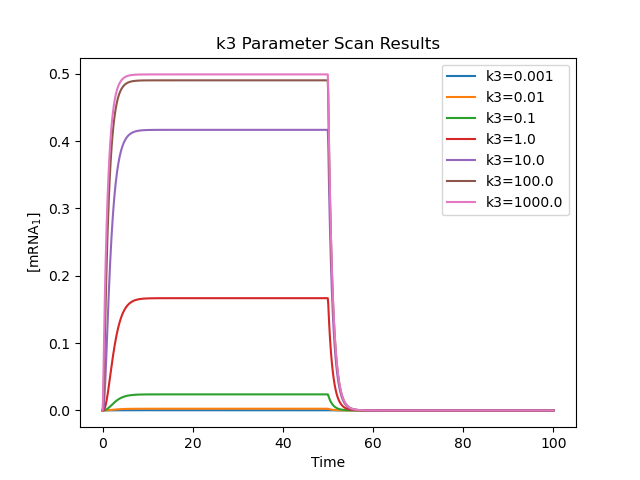 k3 Parameter Scan Results
[mRNA₁]
0.5
0.4
0.3
0.2
0.1
0.0
k3=0.001
k3=0.01
k3=0.1
k3=1.0
k3=10.0
k3=100.0
k3=1000.0
0 20 40 60 80 100
Time